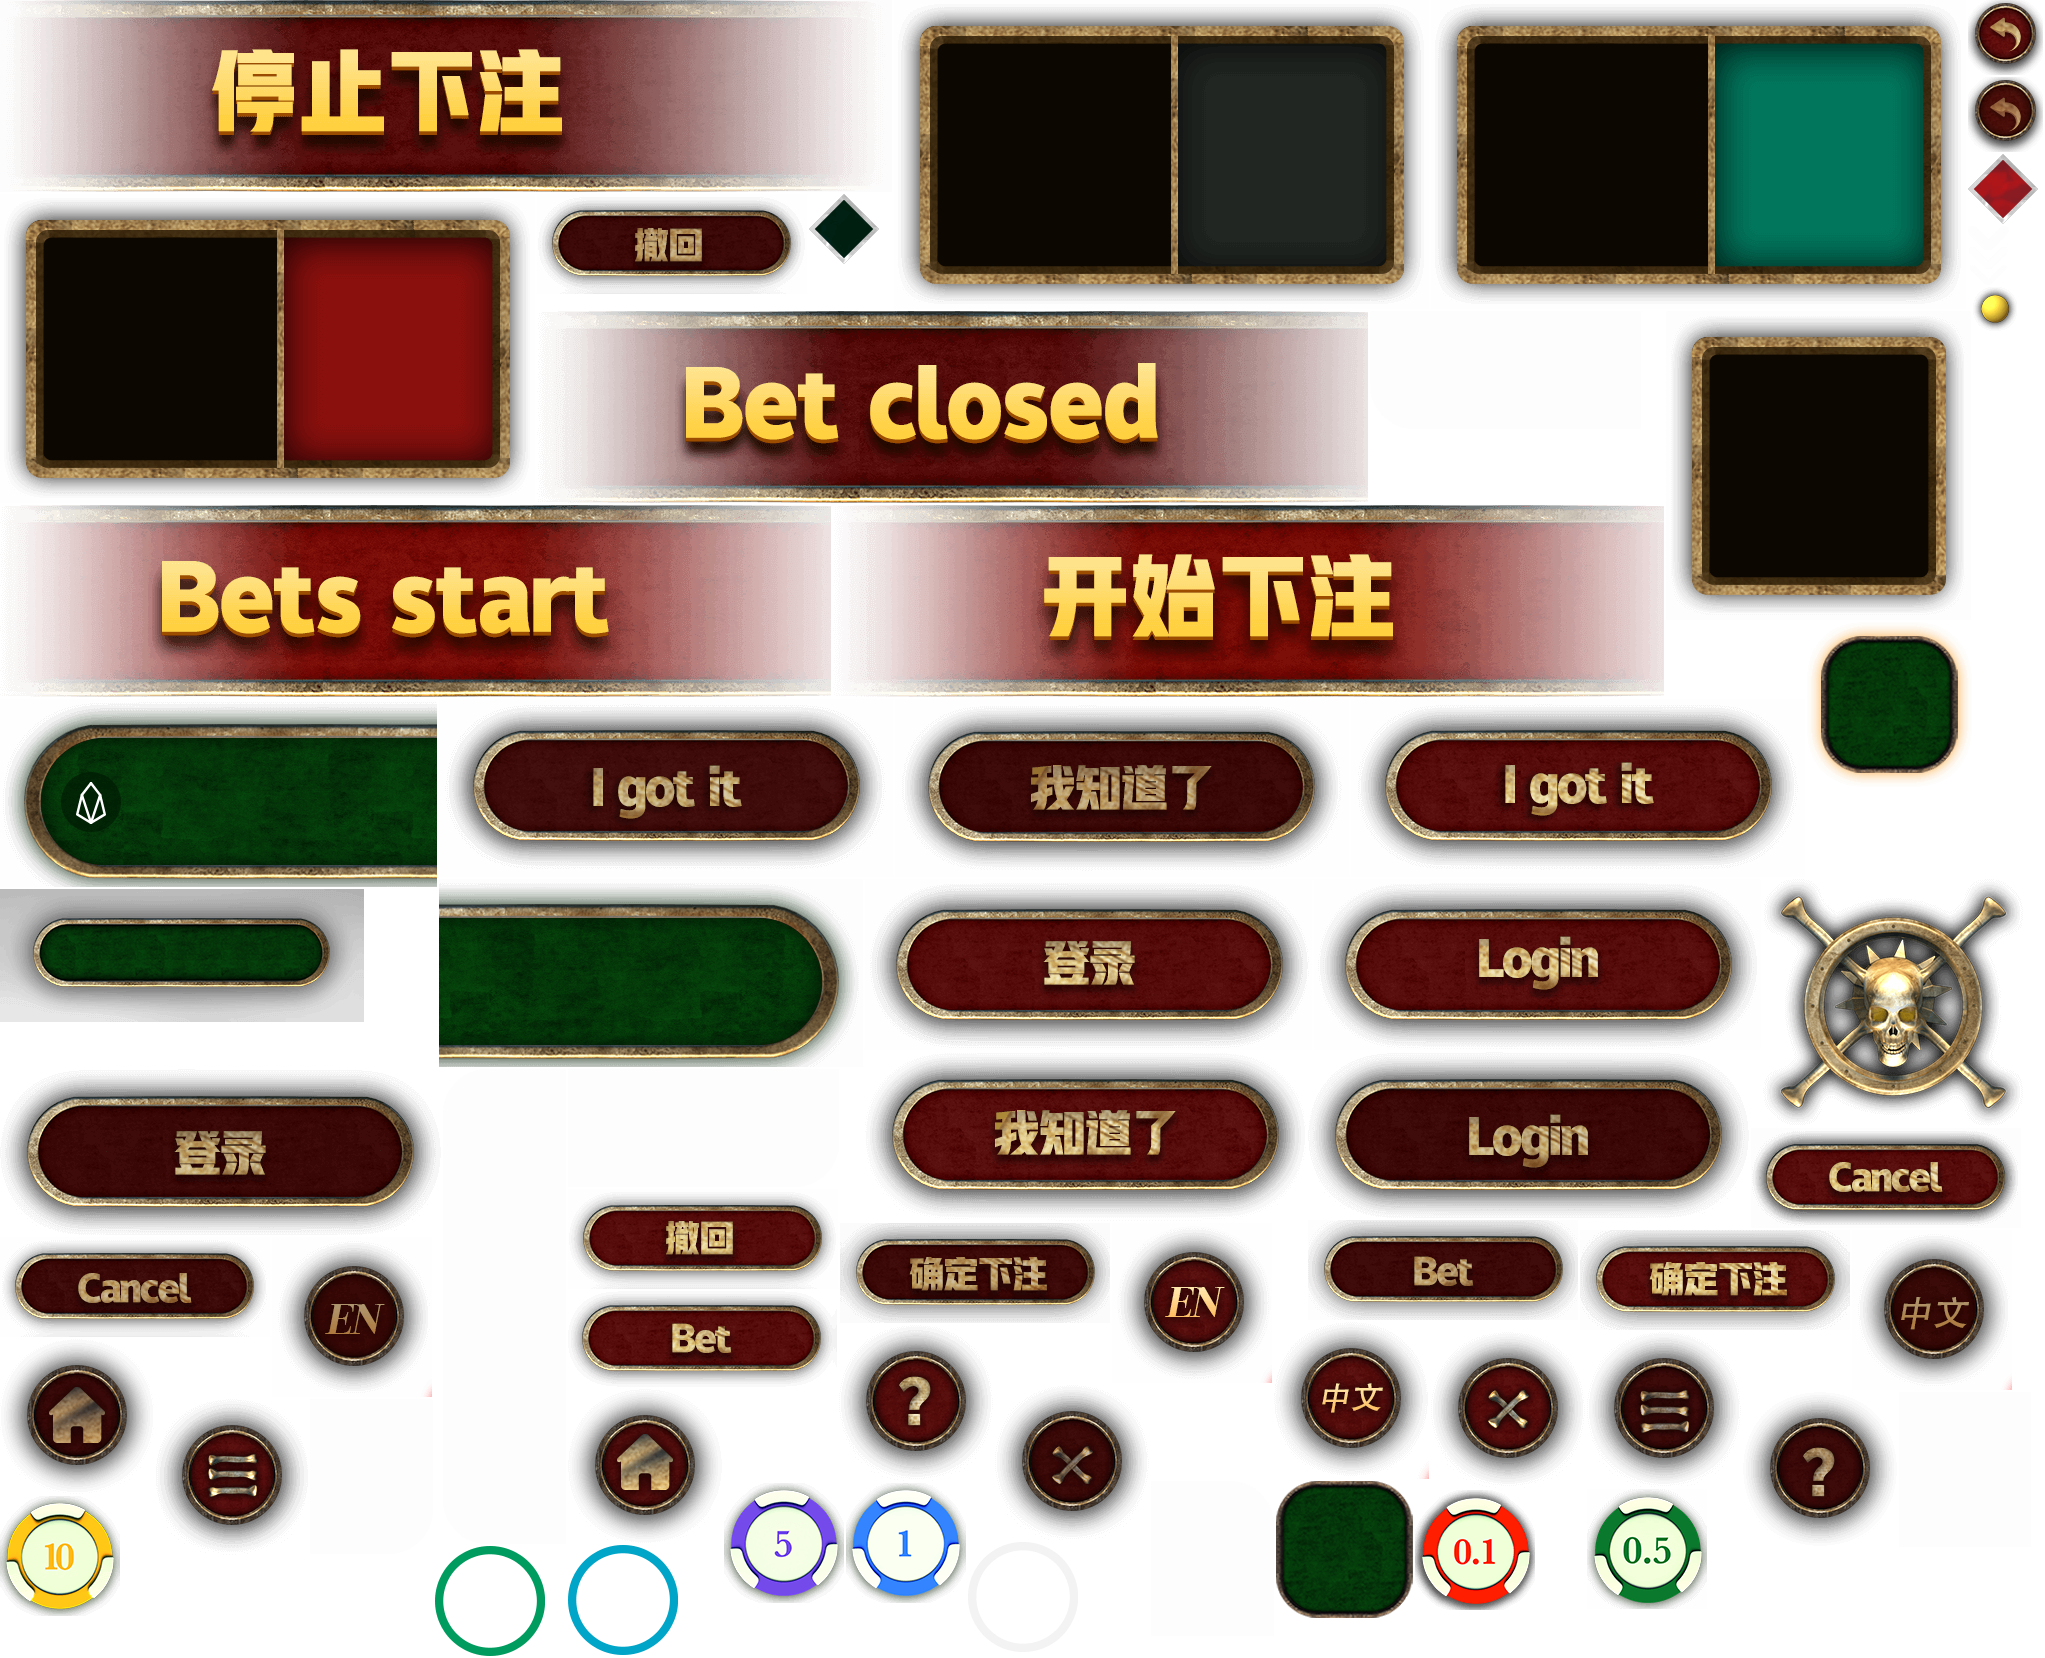 停止下注
撤回
Bet closed
Bets start
开始下注
I got it
我知道了
I got it
登录
Login
登录
我知道了
Login
Cancel
撤回
确定下注
Bet
确定下注
Cancel
EN
EN
中文
Bet
中文
?
?
10
5
1
0.1
0.5